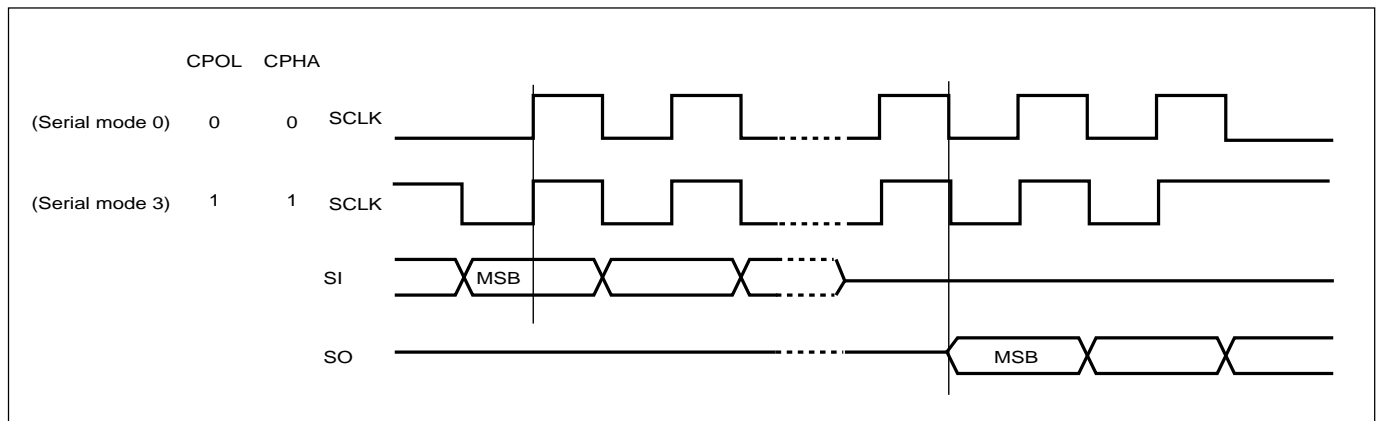 CPOL CPHA
(Serial mode 0) 0 0 SCLK
(Serial mode 3) 1 1 SCLK
SI MSB
SO MSB